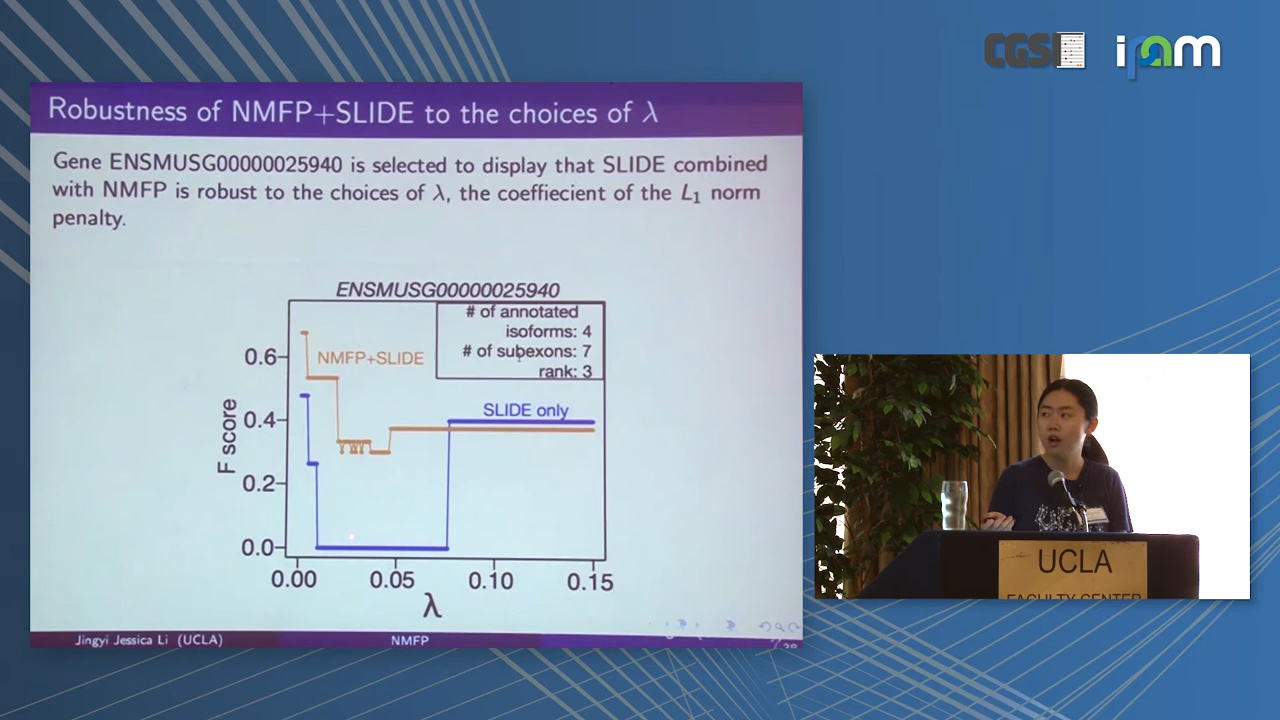 CGSI
ipam
Robustness of NMFP+SLIDE to the choices of λ
Gene ENSMUSG00000025940 is selected to display that SLIDE combined
with NMFP is robust to the choices of λ, the coeffiecient of the L₁ norm
penalty.
ENSMUSG00000025940
# of annotated
isoforms: 4
# of subexons: 7
rank: 3
NMFP+SLIDE
SLIDE only
F score
0.6
0.4
0.2
0.0
0.00 0.05 0.10 0.15
λ
Jingyi Jessica Li (UCLA) NMFP
UCLA
FACULTY CENTER